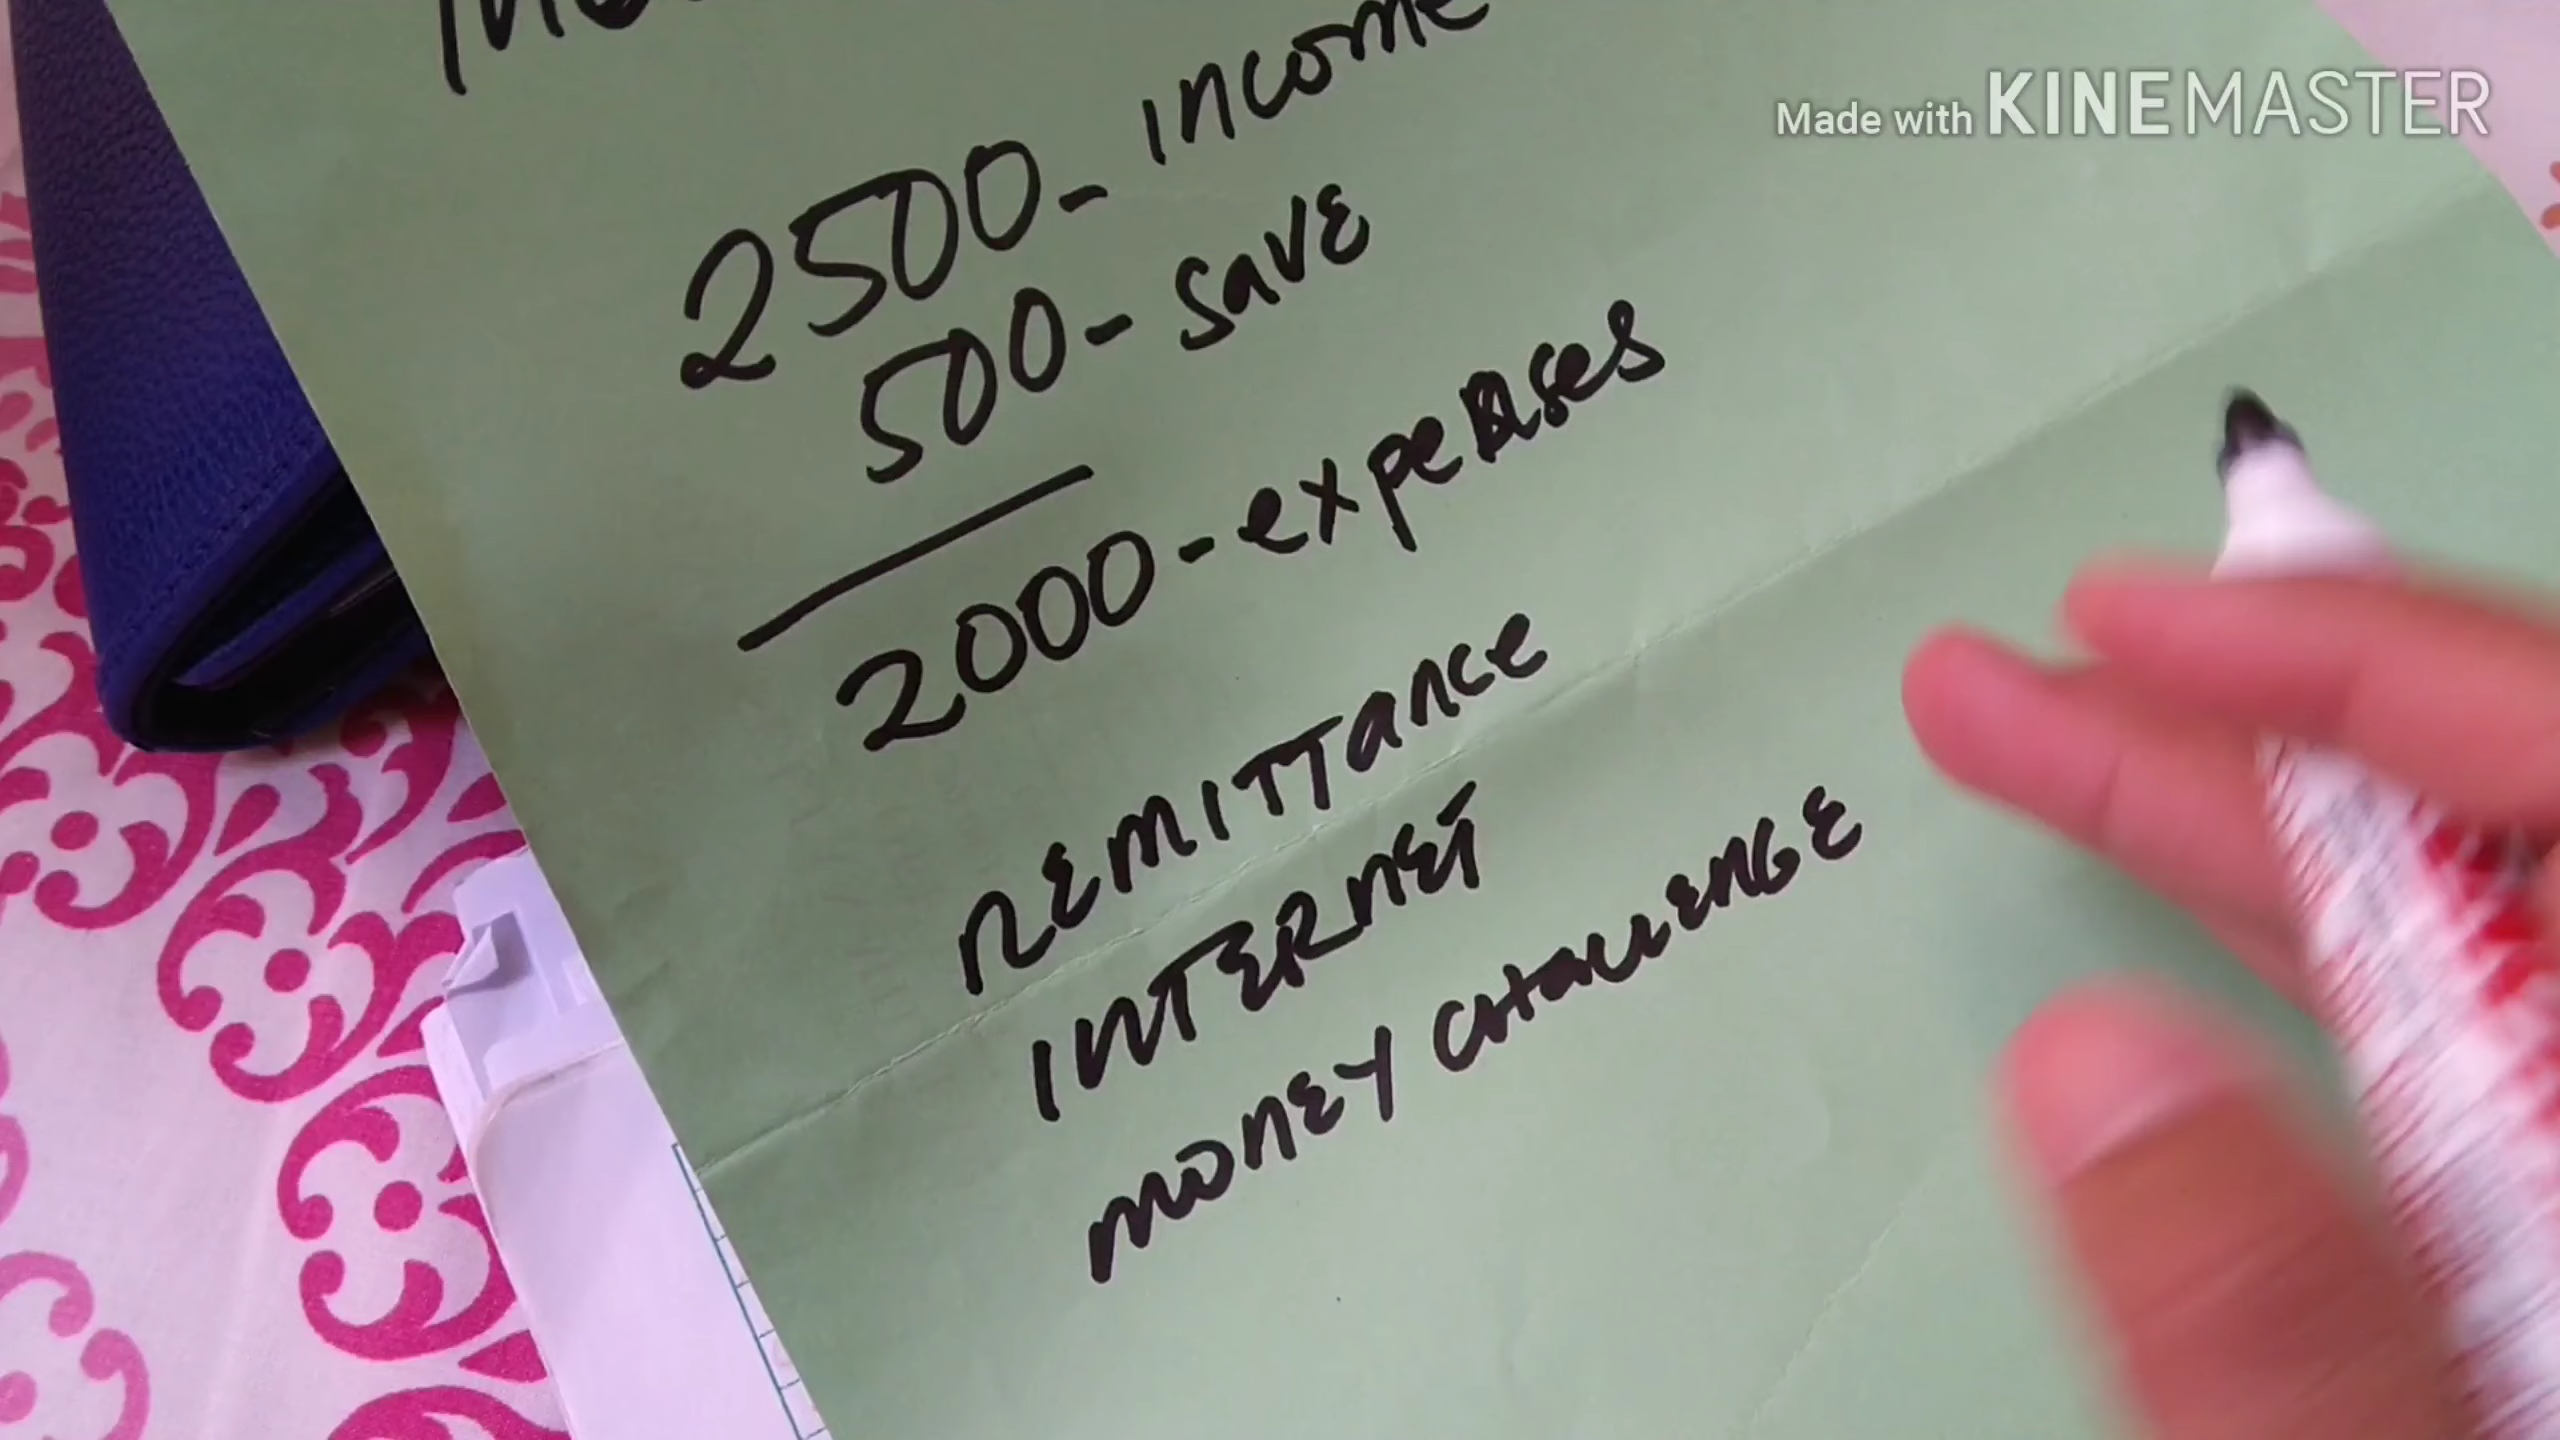 Made with KINEMASTER
2500 - income
500 - save
2000 - expenses
REMITTANCE
INTERNET
MONEY CHALLENGE